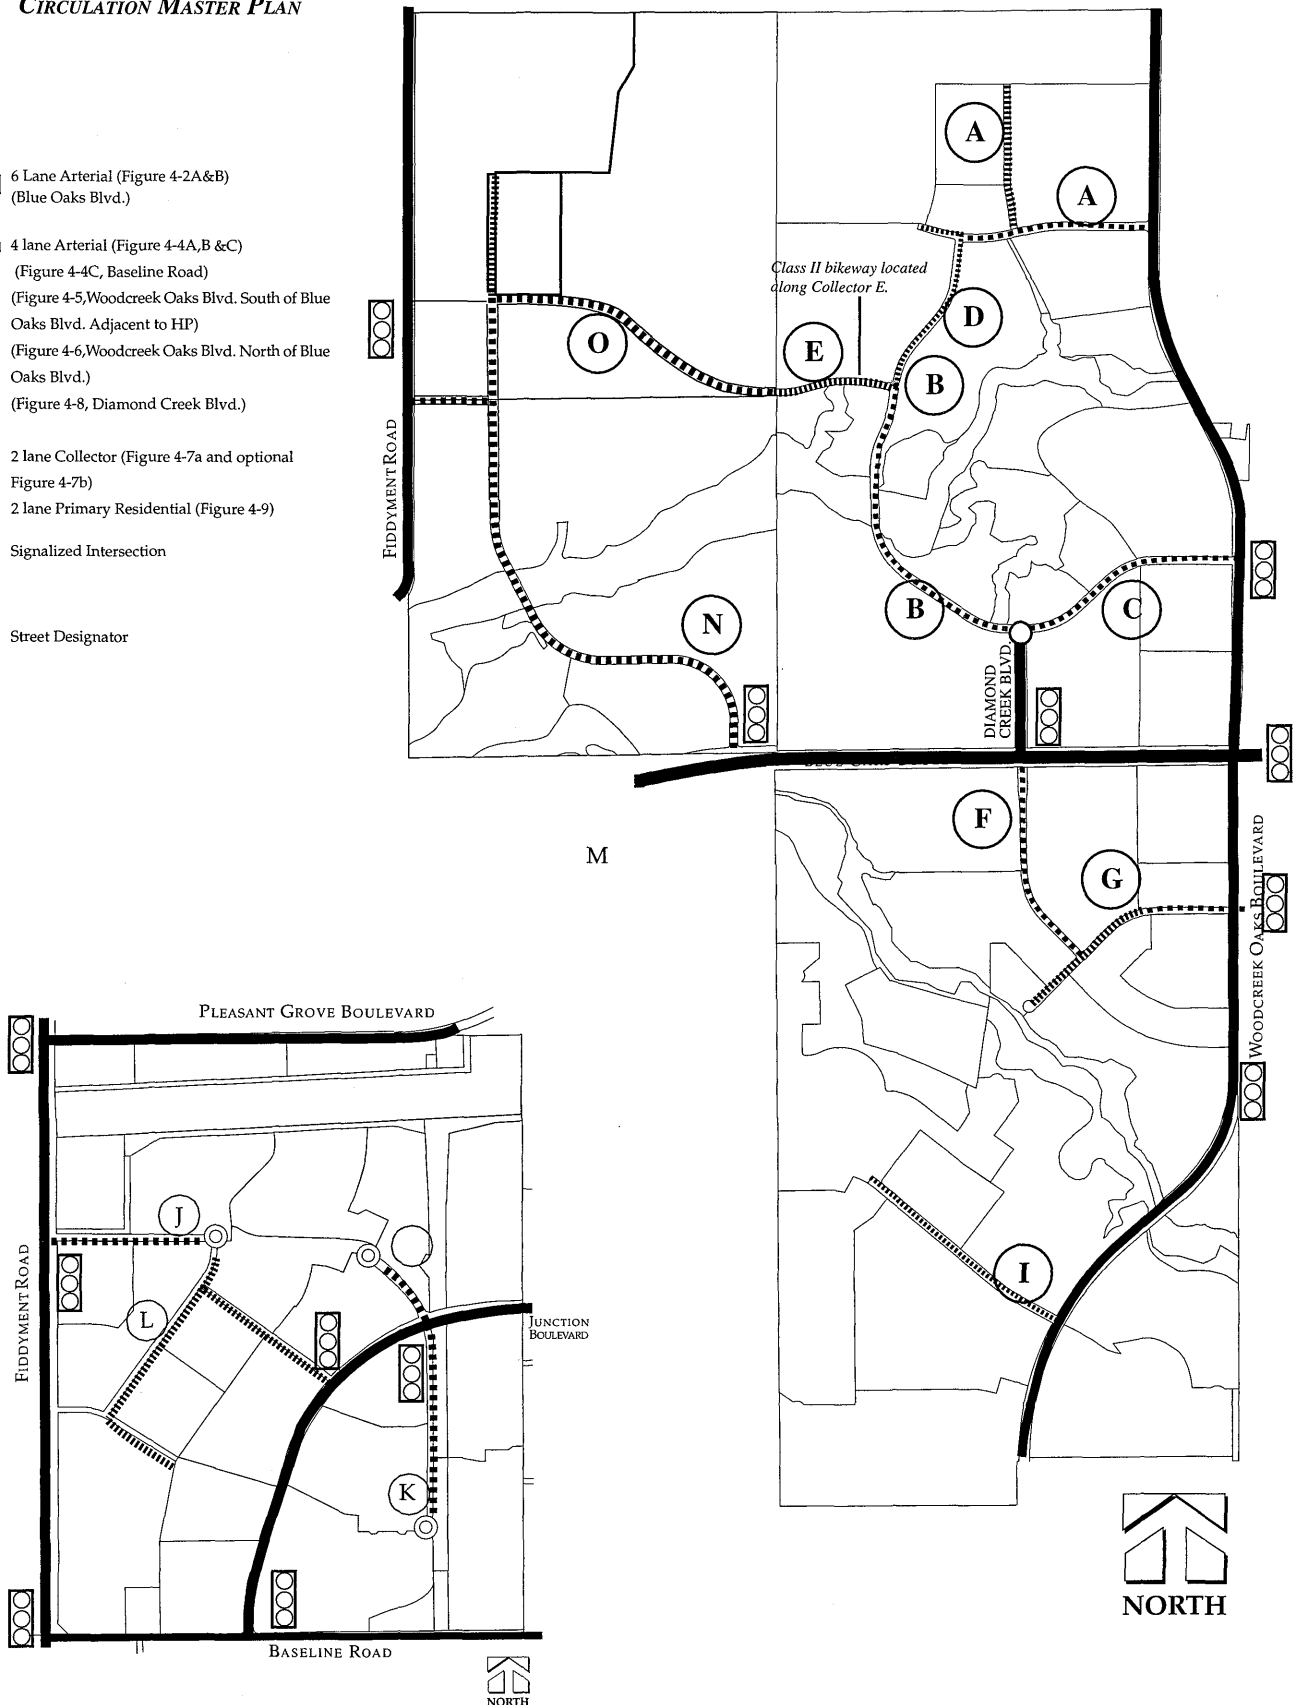 CIRCULATION MASTER PLAN
6 Lane Arterial (Figure 4-2A&B)
(Blue Oaks Blvd.)
4 lane Arterial (Figure 4-4A,B &C)
(Figure 4-4C, Baseline Road)
(Figure 4-5,Woodcreek Oaks Blvd. South of Blue
Oaks Blvd. Adjacent to HP)
(Figure 4-6,Woodcreek Oaks Blvd. North of Blue
Oaks Blvd.)
(Figure 4-8, Diamond Creek Blvd.)
2 lane Collector (Figure 4-7a and optional
Figure 4-7b)
2 lane Primary Residential (Figure 4-9)
Signalized Intersection
Street Designator
A
A
Class II bikeway located
along Collector E.
D
O
E
B
FIDDYMENT ROAD
N
B
C
DIAMOND
CREEK BLVD.
F
M
G
WOODCREEK OAKS BOULEVARD
I
NORTH
PLEASANT GROVE BOULEVARD
J
FIDDYMENT ROAD
L
JUNCTION
BOULEVARD
K
BASELINE ROAD
NORTH